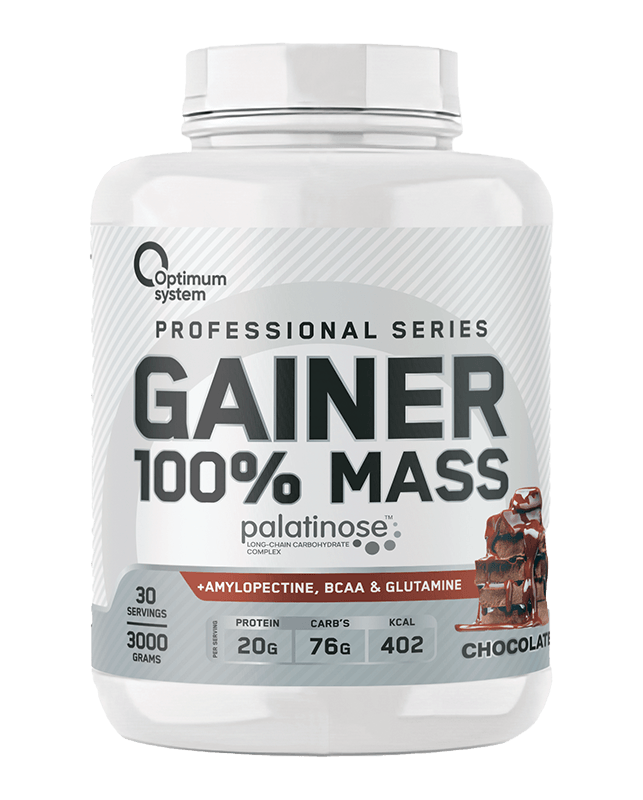 Optimum
system
PROFESSIONAL SERIES
GAINER
100% MASS
palatinose™
LONG-CHAIN CARBOHYDRATE
COMPLEX
+AMYLOPECTINE, BCAA & GLUTAMINE
30
SERVINGS
3000
GRAMS
PER SERVING
PROTEIN CARB'S KCAL
20G 76G 402
CHOCOLATE